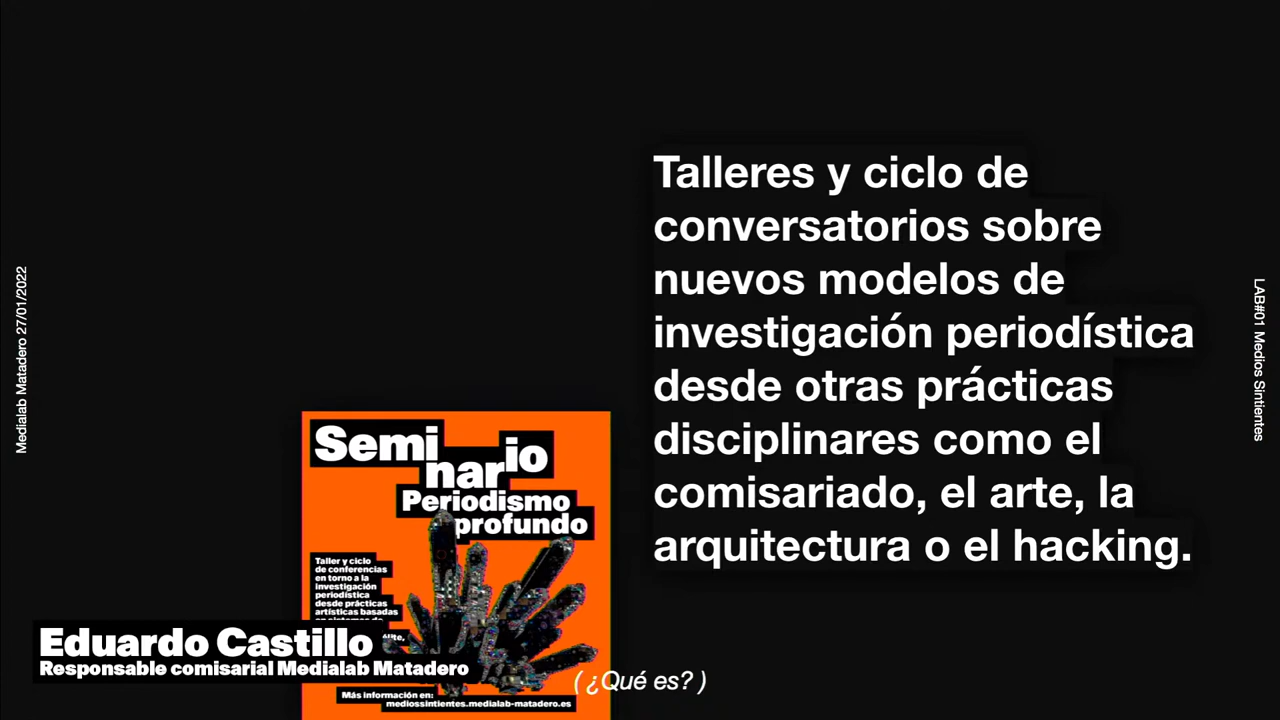 Medialab Matadero 27/01/2022
Talleres y ciclo de
conversatorios sobre
nuevos modelos de
investigación periodística
desde otras prácticas
disciplinares como el
comisariado, el arte, la
arquitectura o el hacking.
LAB#01 Medios Sintientes
Seminario
Periodismo
profundo
Taller y ciclo
de conferencias
en torno a la
investigación
periodística
desde prácticas
artísticas basadas
Eduardo Castillo
Responsable comisarial Medialab Matadero
Más información en:
mediossintientes.medialab-matadero.es
( ¿Qué es? )